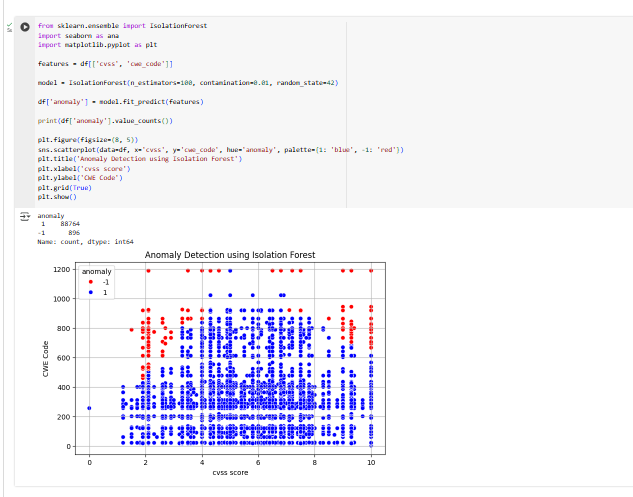 from sklearn.ensemble import IsolationForest
import seaborn as ana
import matplotlib.pyplot as plt
features = df[['cvss', 'cwe_code']]
model = IsolationForest(n_estimators=100, contamination=0.01, random_state=42)
df['anomaly'] = model.fit_predict(features)
print(df['anomaly'].value_counts())
plt.figure(figsize=(8, 5))
sns.scatterplot(data=df, x='cvss', y='cwe_code', hue='anomaly', palette={1: 'blue', -1: 'red'})
plt.title('Anomaly Detection using Isolation Forest')
plt.xlabel('cvss score')
plt.ylabel('CWE Code')
plt.grid(True)
plt.show()
anomaly
1 88764
-1 896
Name: count, dtype: int64
Anomaly Detection using Isolation Forest
anomaly
-1
1
1200
1000
800
600
400
200
0
CWE Code
0 2 4 6 8 10
cvss score